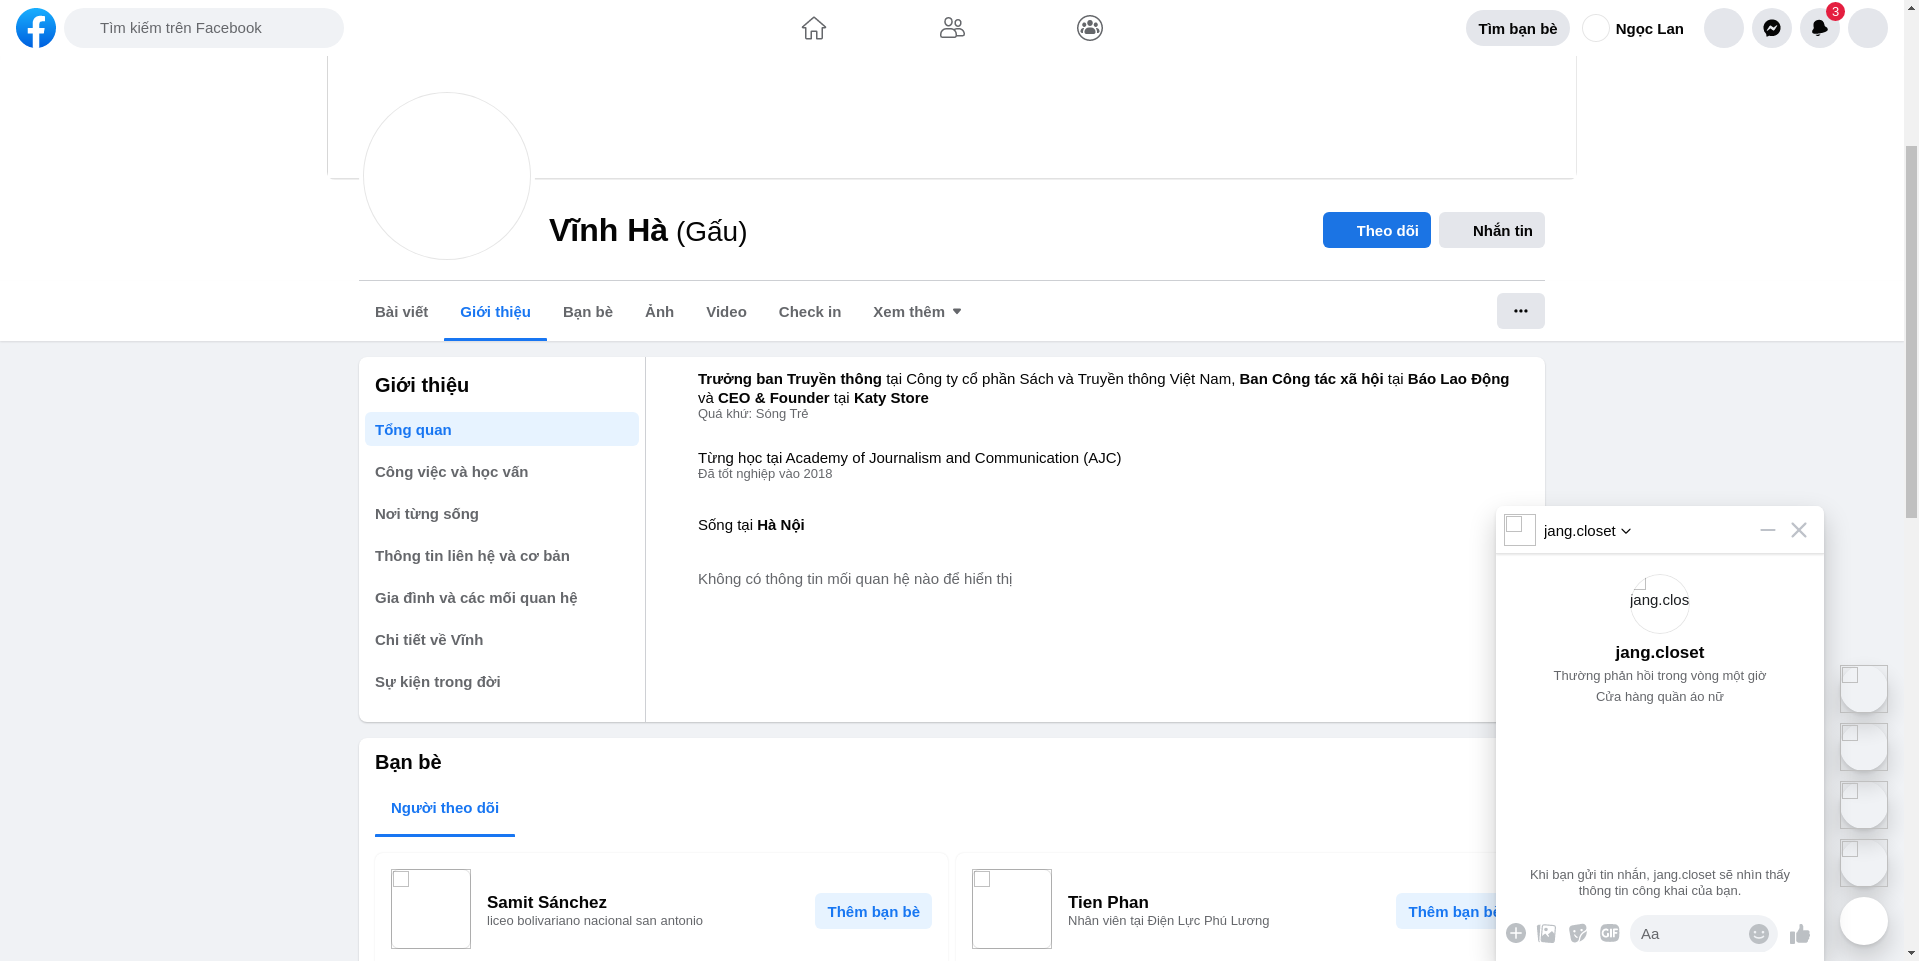 Tìm kiếm trên Facebook
Tìm bạn bè
Ngọc Lan
3
Vĩnh Hà (Gấu)
Theo dõi
Nhắn tin
Bài viết
Giới thiệu
Bạn bè
Ảnh
Video
Check in
Xem thêm
Giới thiệu
Tổng quan
Công việc và học vấn
Nơi từng sống
Thông tin liên hệ và cơ bản
Gia đình và các mối quan hệ
Chi tiết về Vĩnh
Sự kiện trong đời
Trưởng ban Truyền thông tại Công ty cổ phần Sách và Truyền thông Việt Nam, Ban Công tác xã hội tại Báo Lao Động
và CEO & Founder tại Katy Store
Quá khứ: Sóng Trẻ
Từng học tại Academy of Journalism and Communication (AJC)
Đã tốt nghiệp vào 2018
Sống tại Hà Nội
Không có thông tin mối quan hệ nào để hiển thị
Bạn bè
Người theo dõi
Samit Sánchez
liceo bolivariano nacional san antonio
Thêm bạn bè
Tien Phan
Nhân viên tại Điện Lực Phú Lương
Thêm bạn bè
jang.closet
jang.clos
jang.closet
Thường phản hồi trong vòng một giờ
Cửa hàng quần áo nữ
Khi bạn gửi tin nhắn, jang.closet sẽ nhìn thấy
thông tin công khai của bạn.
GIF
Aa